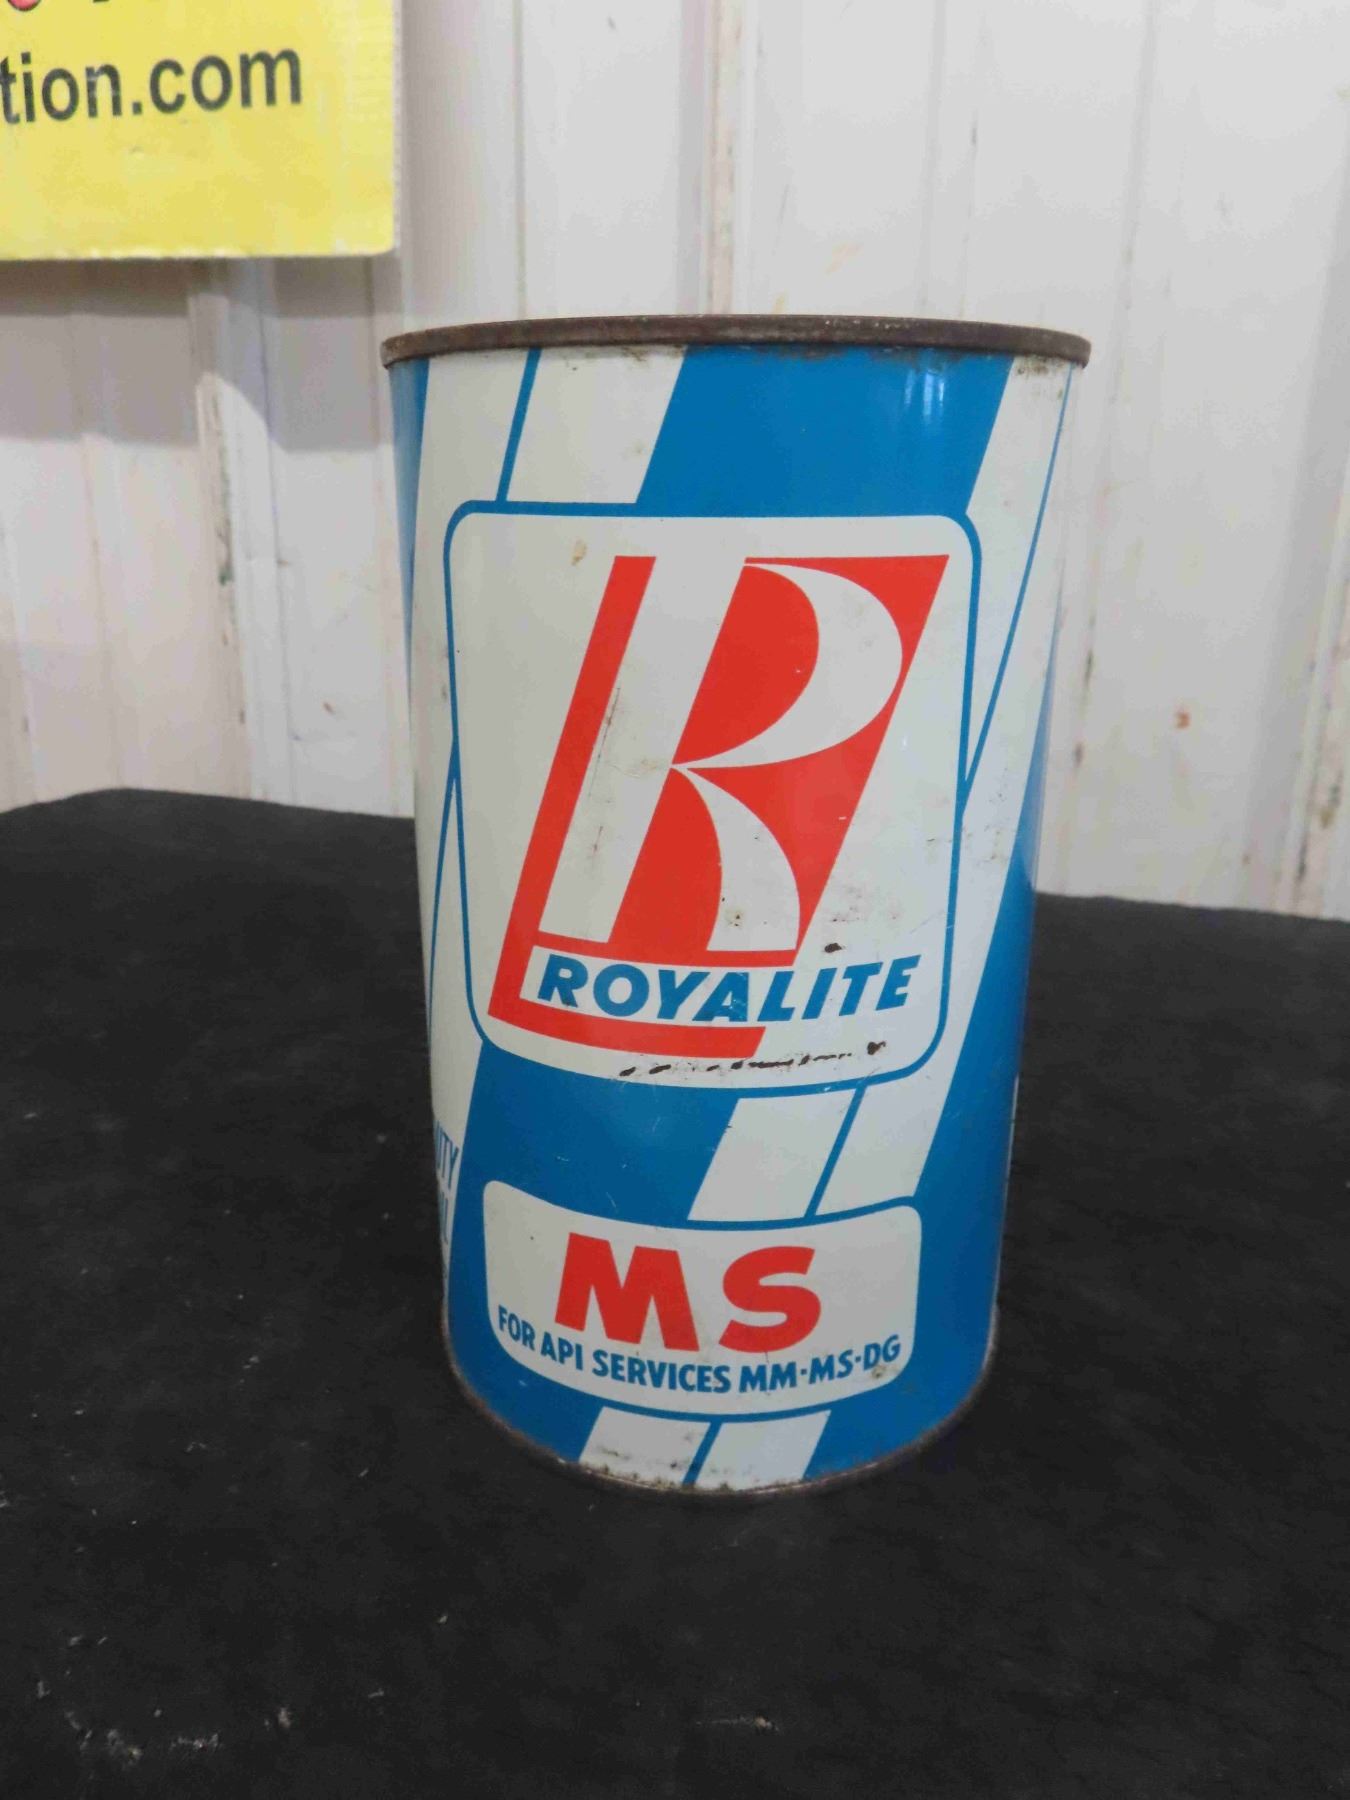 tion.com
R
ROYALITE
MS
FOR API SERVICES MM·MS·DG